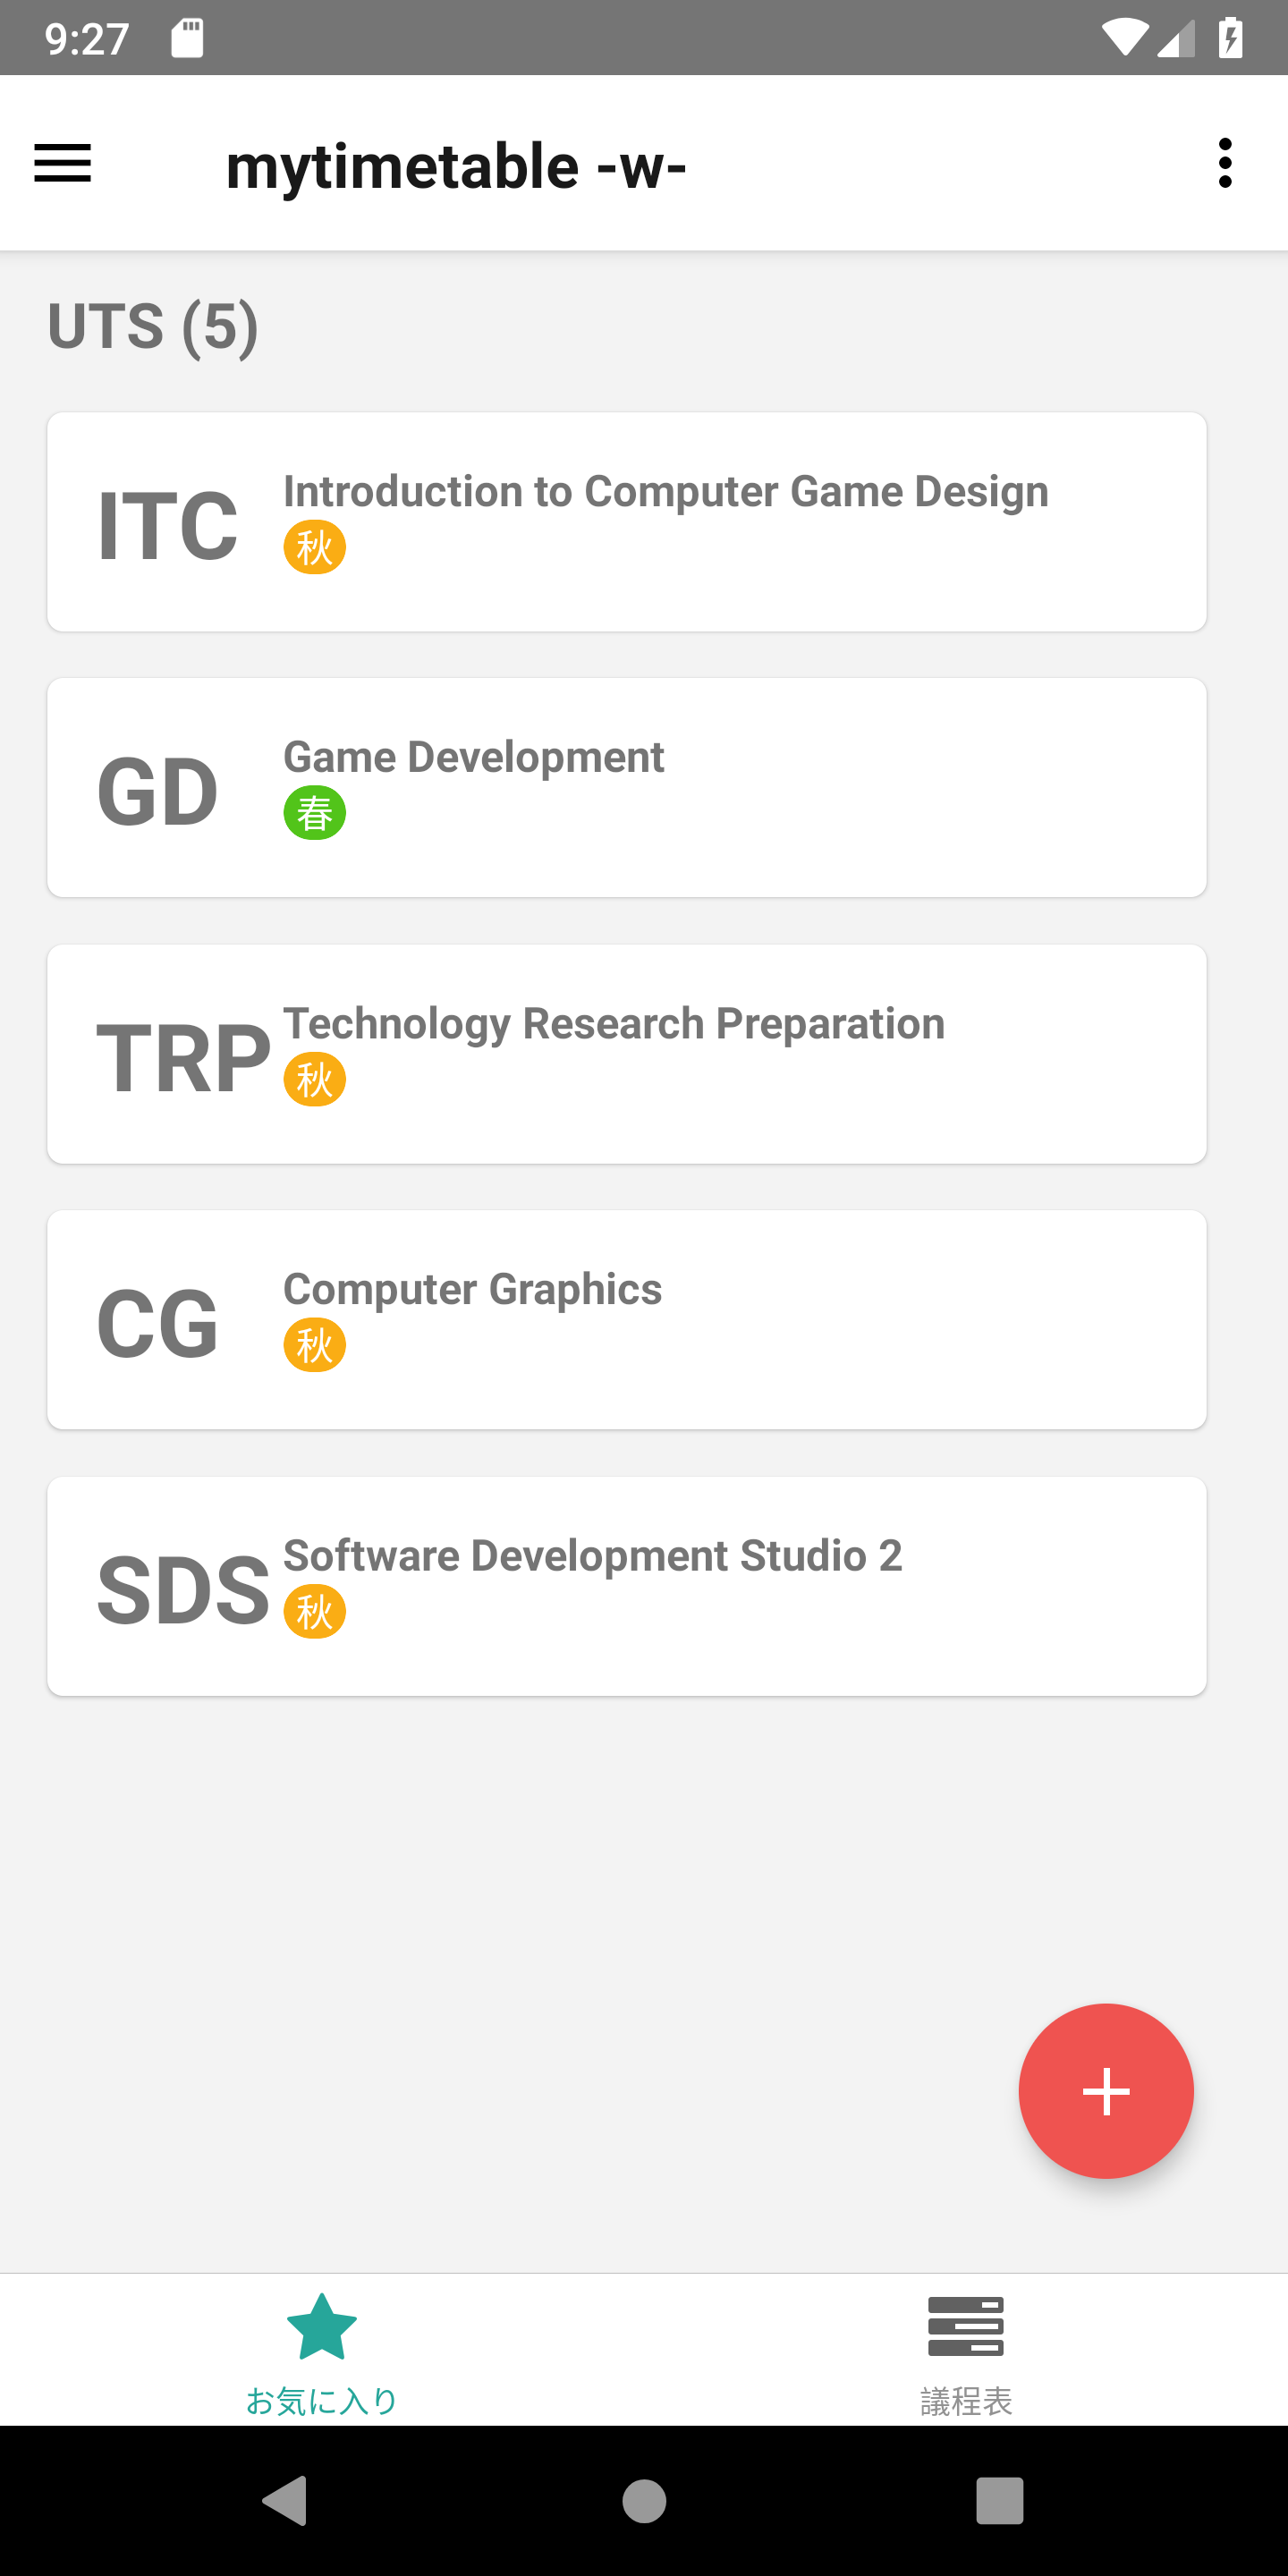 9:27
mytimetable -w-
UTS (5)
ITC
Introduction to Computer Game Design
秋
GD
Game Development
春
TRP
Technology Research Preparation
秋
CG
Computer Graphics
秋
SDS
Software Development Studio 2
秋
お気に入り
議程表